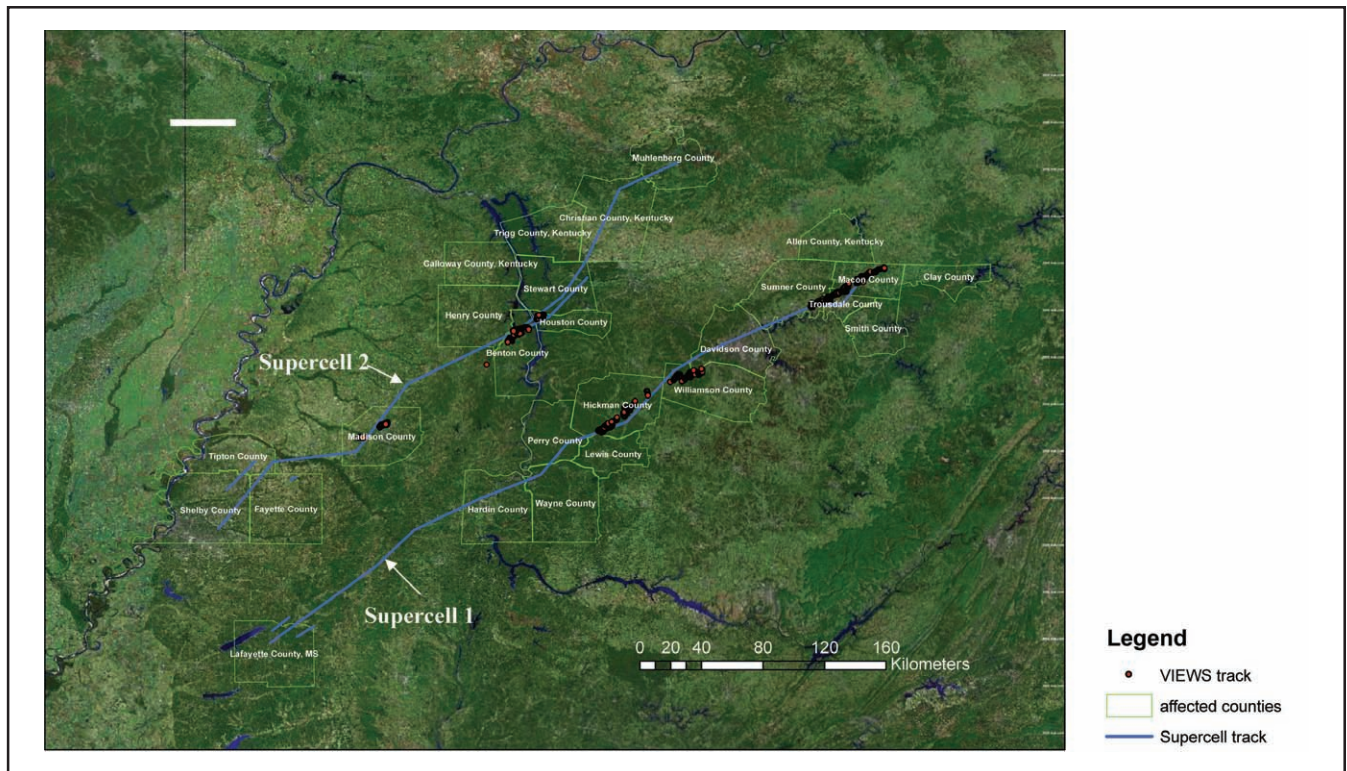 Muhlenberg County
Christian County, Kentucky
Trigg County, Kentucky
Allen County, Kentucky
Calloway County, Kentucky
Macon County
Clay County
Stewart County
Sumner County
Trousdale County
Henry County
Houston County
Smith County
Benton County
Davidson County
Supercell 2
Williamson County
Hickman County
Madison County
Perry County
Lewis County
Tipton County
Shelby County
Fayette County
Hardin County
Wayne County
Supercell 1
Lafayette County, MS
0 10 20 30 40 80 120 160
Kilometers
Legend
VIEWS track
affected counties
Supercell track